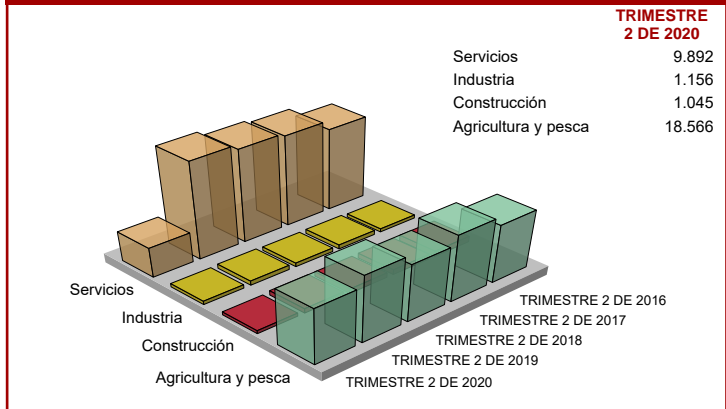 TRIMESTRE
2 DE 2020
Servicios 9.892
Industria 1.156
Construcción 1.045
Agricultura y pesca 18.566
Servicios
Industria
Construcción
Agricultura y pesca
TRIMESTRE 2 DE 2016
TRIMESTRE 2 DE 2017
TRIMESTRE 2 DE 2018
TRIMESTRE 2 DE 2019
TRIMESTRE 2 DE 2020